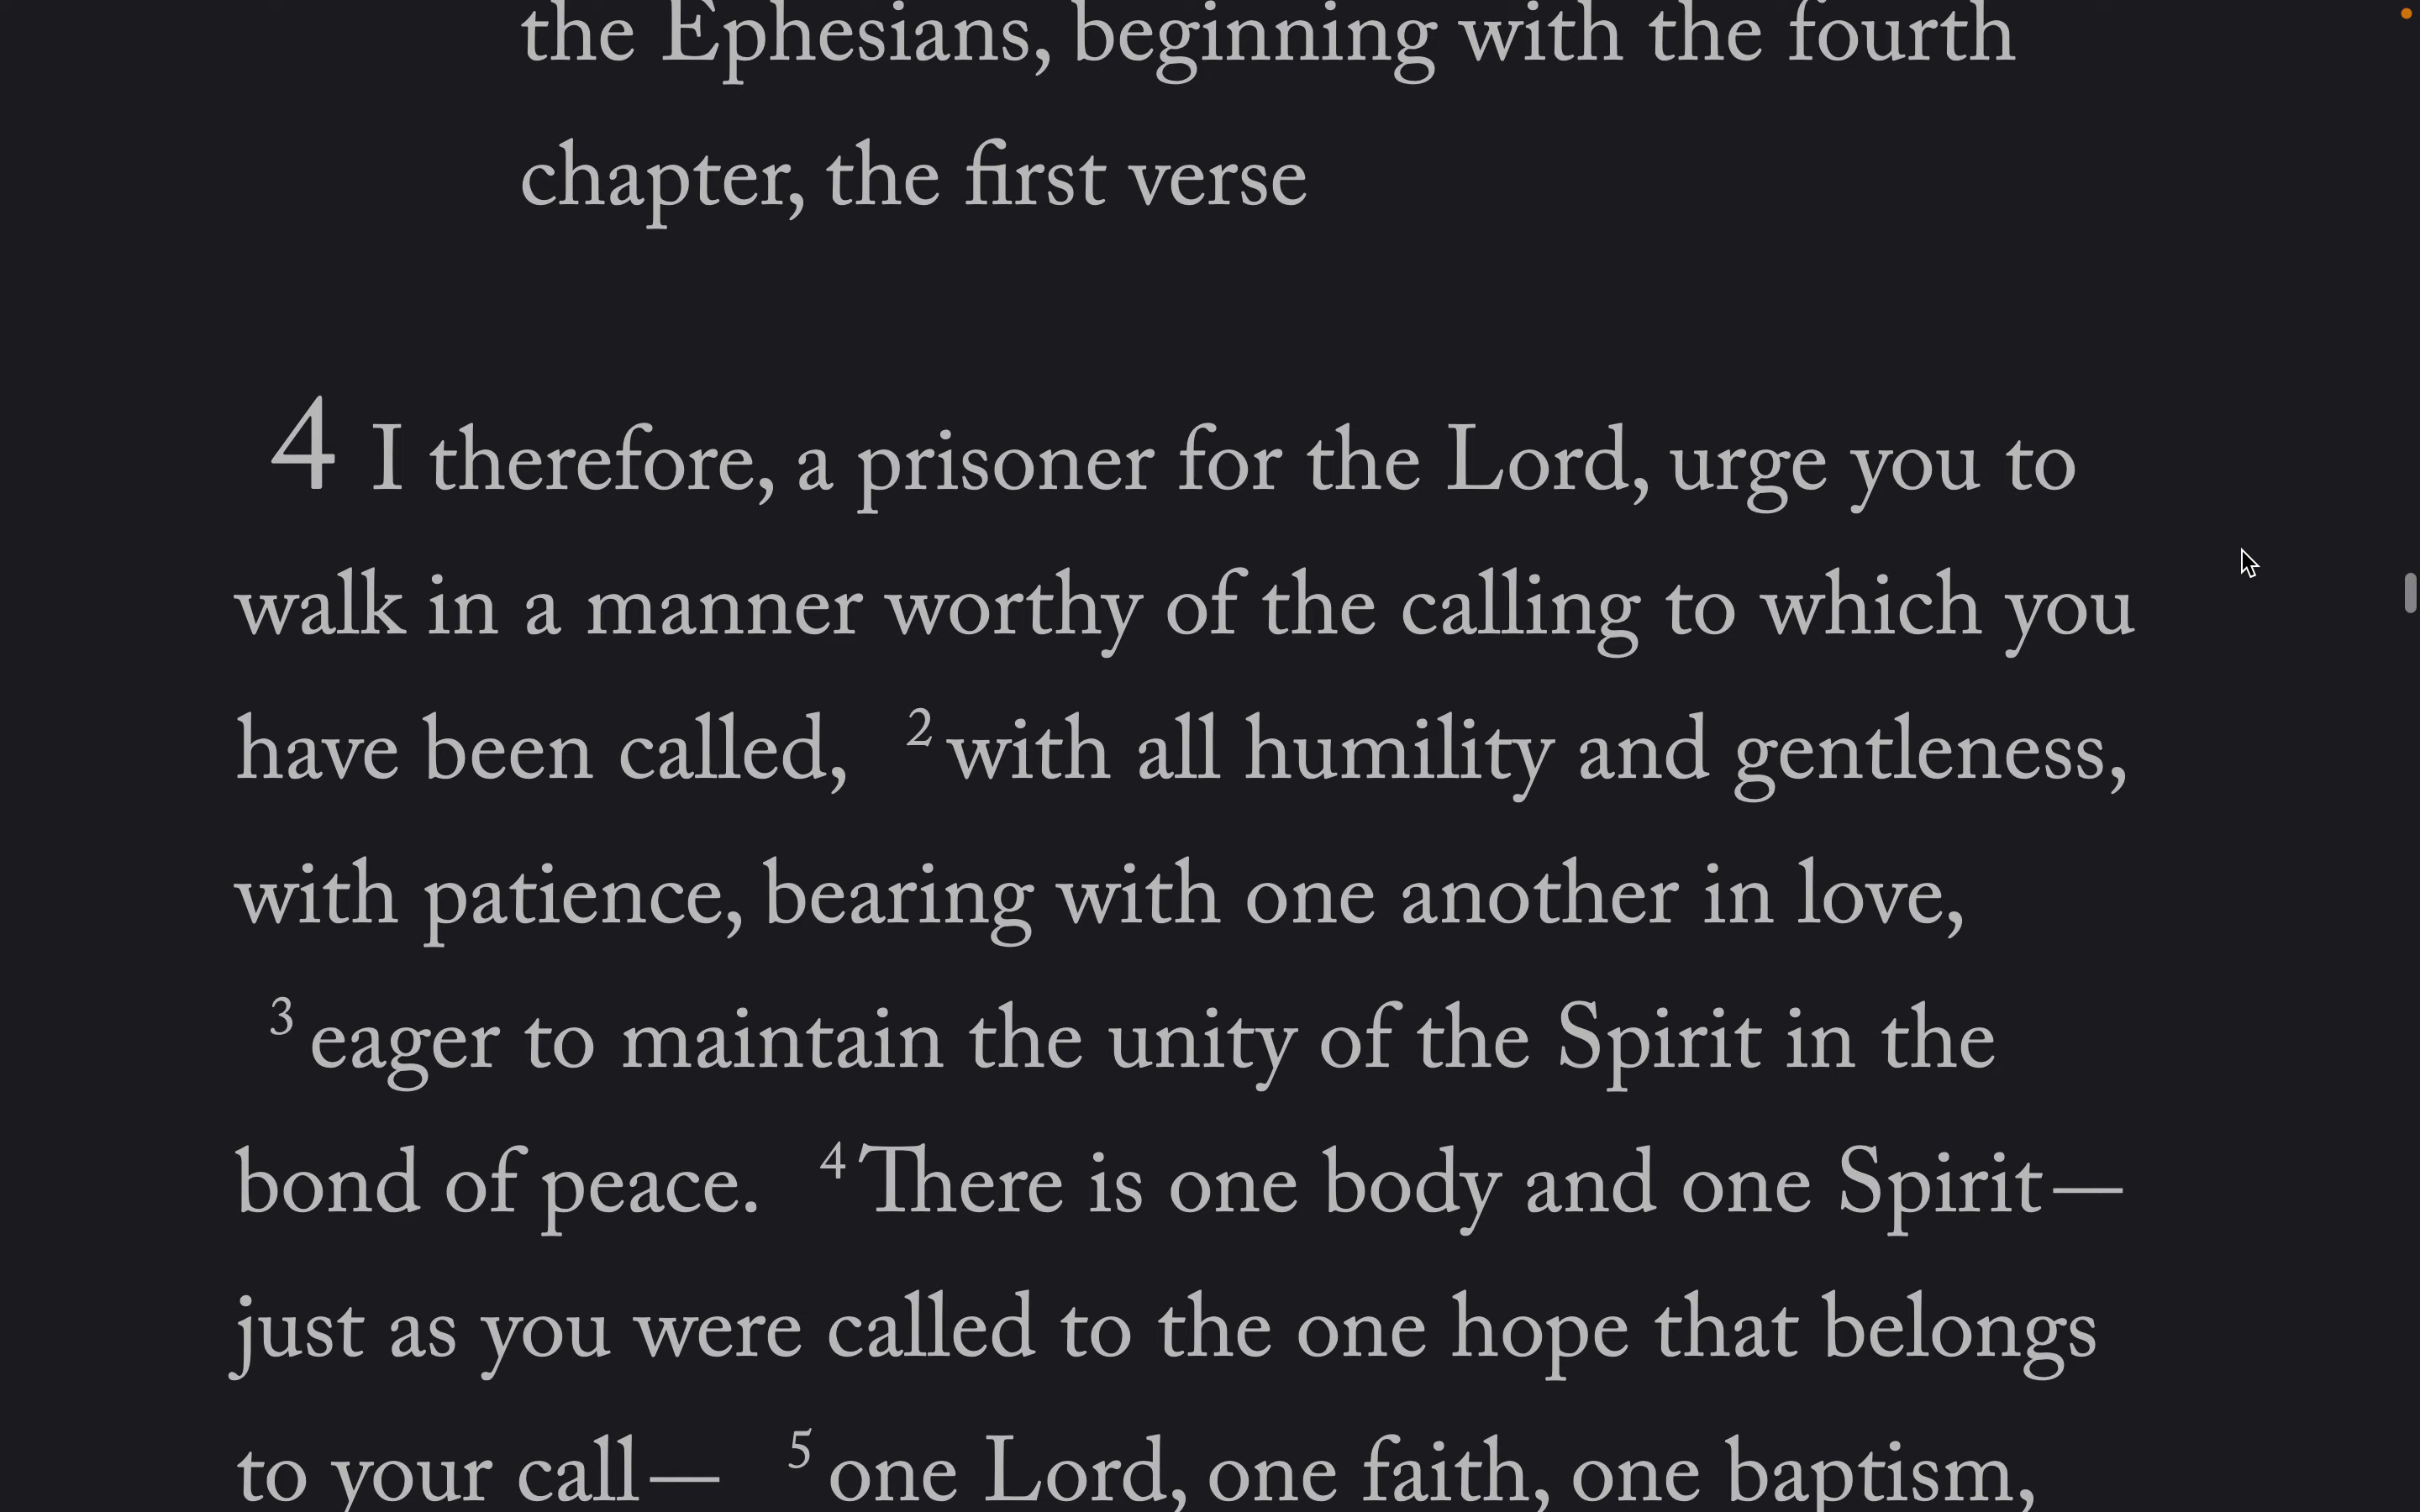 the Ephesians, beginning with the fourth
chapter, the first verse
4 I therefore, a prisoner for the Lord, urge you to
walk in a manner worthy of the calling to which you
have been called, 2 with all humility and gentleness,
with patience, bearing with one another in love,
3 eager to maintain the unity of the Spirit in the
bond of peace. 4 There is one body and one Spirit—
just as you were called to the one hope that belongs
to your call— 5 one Lord, one faith, one baptism,